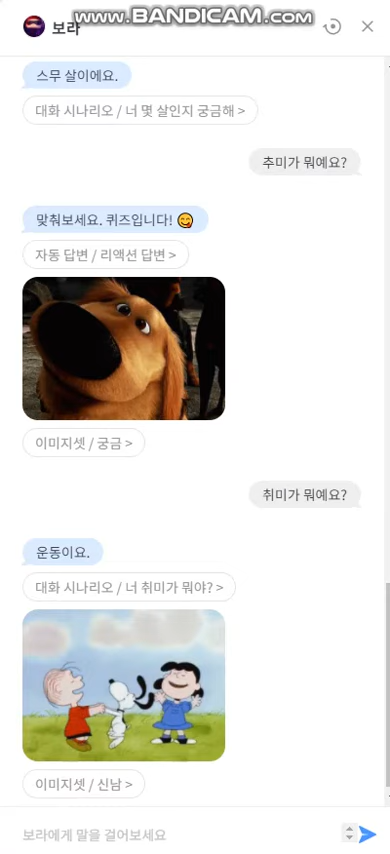 www.BANDICAM.com
보라
스무 살이에요.
대화 시나리오 / 너 몇 살인지 궁금해 >
추미가 뭐예요?
맞춰보세요. 퀴즈입니다! 😋
자동 답변 / 리액션 답변 >
이미지셋 / 궁금 >
취미가 뭐예요?
운동이요.
대화 시나리오 / 너 취미가 뭐야? >
이미지셋 / 신남 >
보라에게 말을 걸어보세요